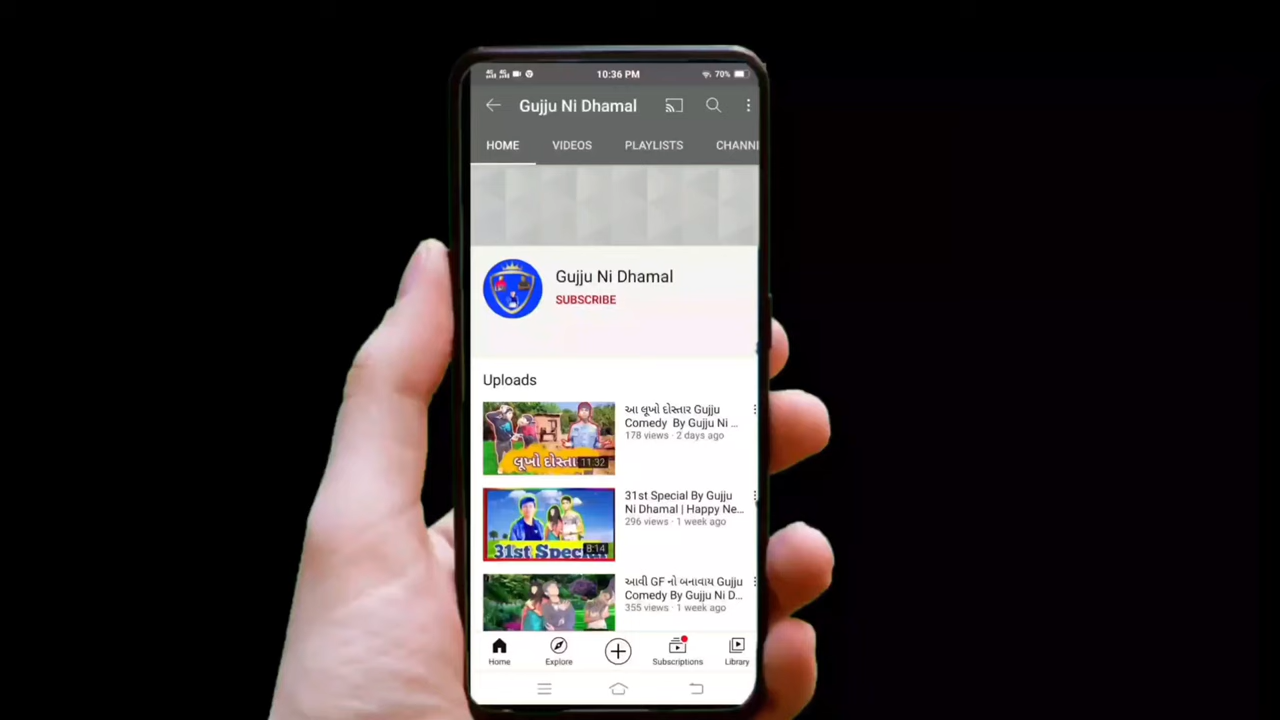 10:36 PM
70%
Gujju Ni Dhamal
HOME VIDEOS PLAYLISTS CHANNI
Gujju Ni Dhamal
SUBSCRIBE
Uploads
આ લૂખો દોસ્તાર Gujju
Comedy By Gujju Ni ...
178 views · 2 days ago
લૂખો દોસ્તા
11:32
31st Special By Gujju
Ni Dhamal | Happy Ne...
296 views · 1 week ago
31st Special
8:14
આવી GF નો બનાવાય Gujju
Comedy By Gujju Ni D...
355 views · 1 week ago
Home Explore Subscriptions Library